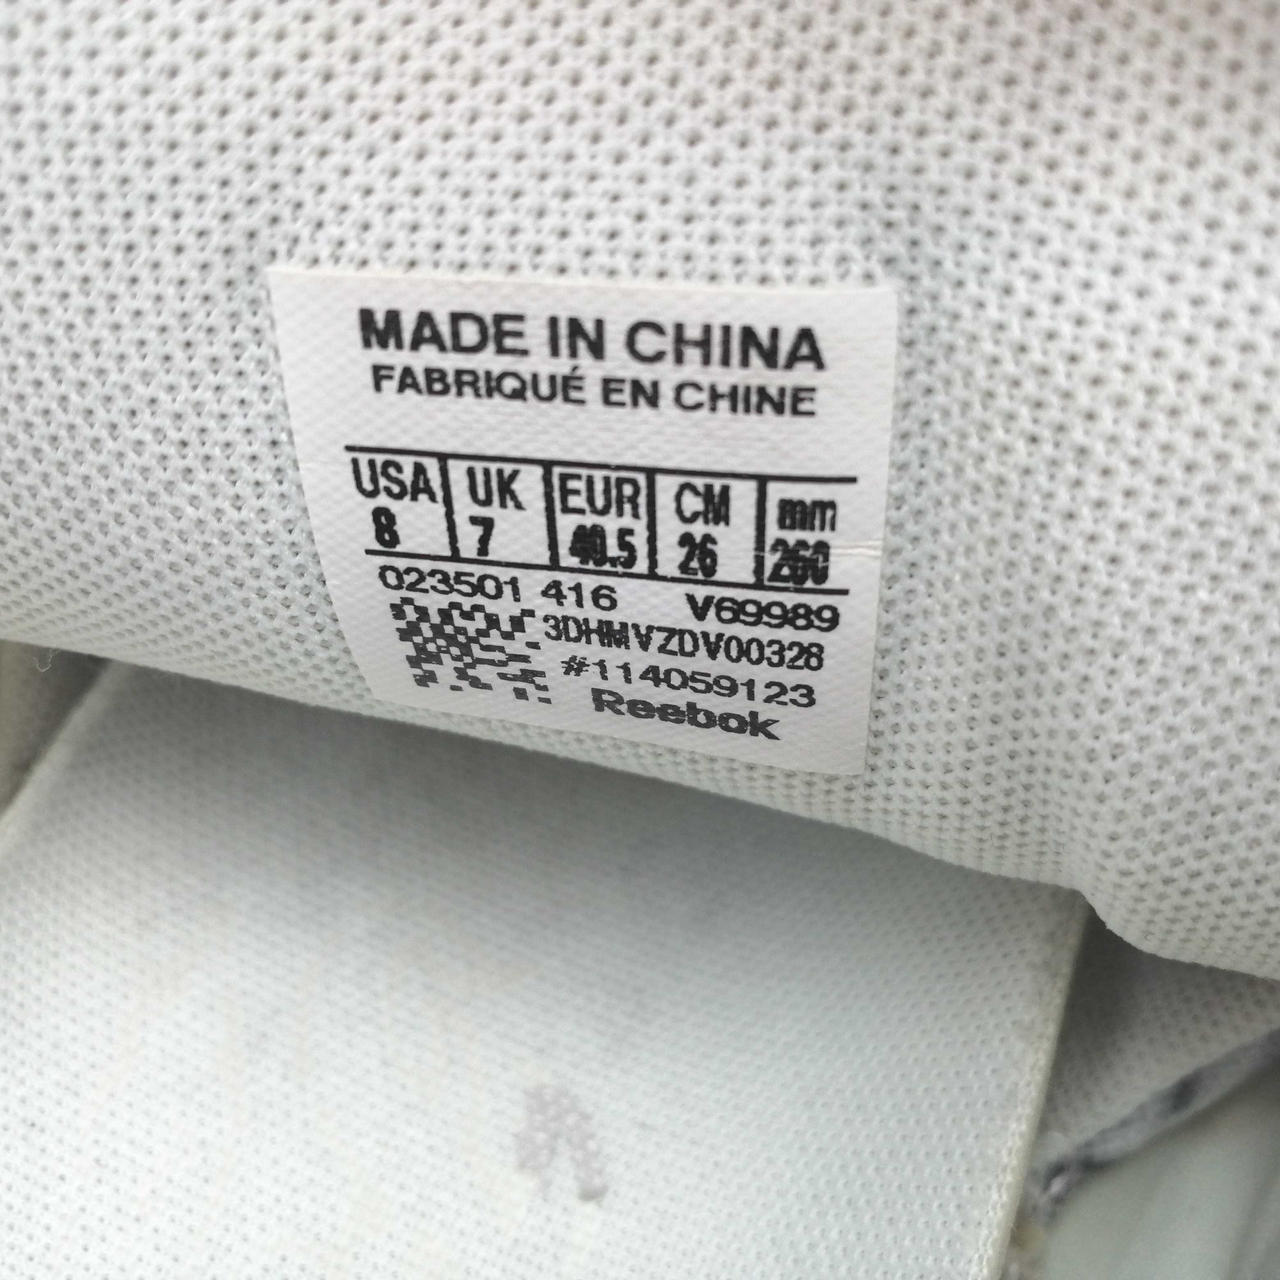 MADE IN CHINA
FABRIQUÉ EN CHINE
USA UK EUR CM mm
8 7 40.5 26 260
023501 416 V69989
3DHMVZDV00328
#114059123
Reebok